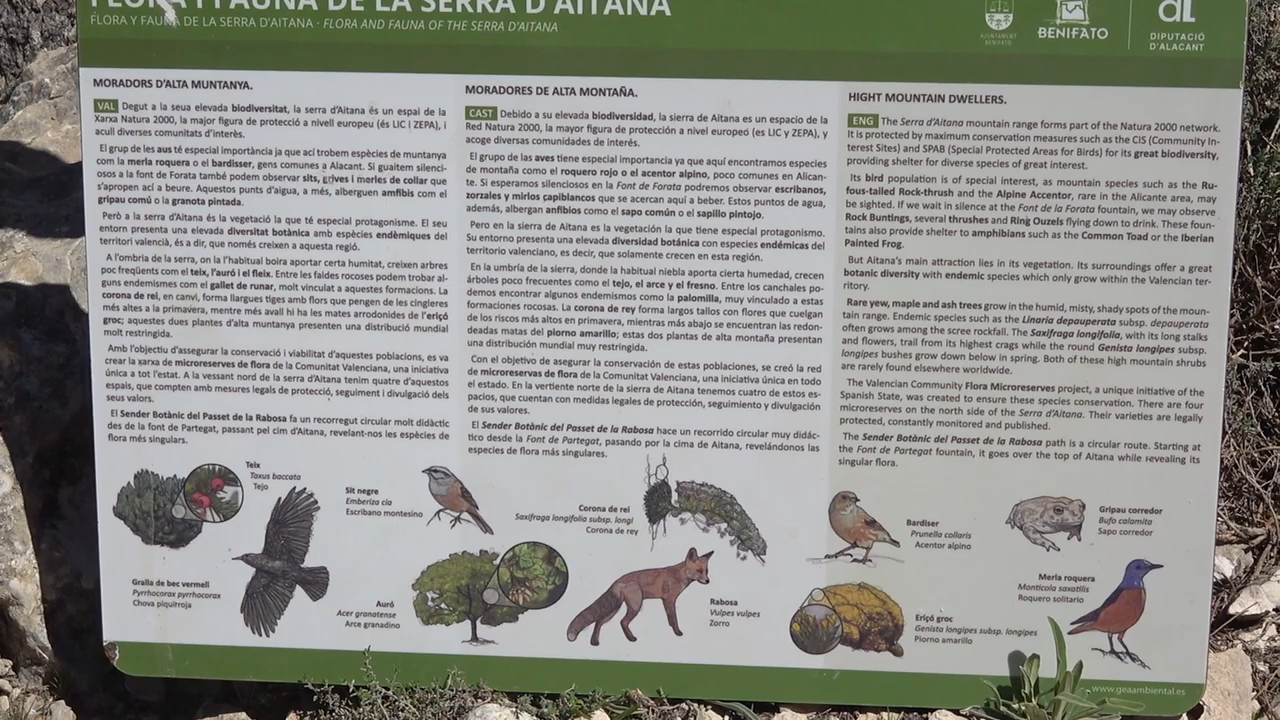 FLORA I FAUNA DE LA SERRA D'AITANA
FLORA Y FAUNA DE LA SERRA D'AITANA · FLORA AND FAUNA OF THE SERRA D'AITANA
AJUNTAMENT
BENIFATO
BENIFATO
DIPUTACIÓ
D'ALACANT
MORADORS D'ALTA MUNTANYA.
VAL Degut a la seua elevada biodiversitat, la serra d'Aitana és un espai de la
Xarxa Natura 2000, la major figura de protecció a nivell europeu (és LIC i ZEPA), i
acull diverses comunitats d'interès.
El grup de les aus té especial importància ja que ací trobem espècies de muntanya
com la merla roquera o el bardisser, gens comunes a Alacant. Si guaitem silenci-
osos a la font de Forata també podem observar sits, grives i merles de collar que
s'apropen ací a beure. Aquestos punts d'aigua, a més, alberguen amfibis com el
gripau comú o la granota pintada.
Però a la serra d'Aitana és la vegetació la que té especial protagonisme. El seu
entorn presenta una elevada diversitat botànica amb espècies endèmiques del
territori valencià, és a dir, que només creixen a aquesta regió.
A l'ombria de la serra, on la l'habitual boira aporta certa humitat, creixen arbres
poc freqüents com el teix, l'auró i el fleix. Entre les faldes rocoses podem trobar al-
guns endemismes com el gallet de runar, molt vinculat a aquestes formacions. La
corona de rei, en canvi, forma llargues tiges amb flors que pengen de les cingleres
més altes a la primavera, mentre més avall hi ha les mates arrodonides de l'eriçó
groc; aquestes dues plantes d'alta muntanya presenten una distribució mundial
molt restringida.
Amb l'objectiu d'assegurar la conservació i viabilitat d'aquestes poblacions, es va
crear la xarxa de microreserves de flora de la Comunitat Valenciana, una iniciativa
única a tot l'estat. A la vessant nord de la serra d'Aitana tenim quatre d'aquestos
espais, que compten amb mesures legals de protecció, seguiment i divulgació dels
seus valors.
El Sender Botànic del Passet de la Rabosa fa un recorregut circular molt didàctic
des de la font de Partegat, passant pel cim d'Aitana, revelant-nos les espècies de
flora més singulars.
MORADORES DE ALTA MONTAÑA.
CAST Debido a su elevada biodiversidad, la sierra de Aitana es un espacio de la
Red Natura 2000, la mayor figura de protección a nivel europeo (es LIC y ZEPA), y
acoge diversas comunidades de interés.
El grupo de las aves tiene especial importancia ya que aquí encontramos especies
de montaña como el roquero rojo o el acentor alpino, poco comunes en Alican-
te. Si esperamos silenciosos en la Font de Forata podremos observar escribanos,
zorzales y mirlos capiblancos que se acercan aquí a beber. Estos puntos de agua,
además, albergan anfibios como el sapo común o el sapillo pintojo.
Pero en la sierra de Aitana es la vegetación la que tiene especial protagonismo.
Su entorno presenta una elevada diversidad botánica con especies endémicas del
territorio valenciano, es decir, que solamente crecen en esta región.
En la umbría de la sierra, donde la habitual niebla aporta cierta humedad, crecen
árboles poco frecuentes como el tejo, el arce y el fresno. Entre los canchales po-
demos encontrar algunos endemismos como la palomilla, muy vinculado a estas
formaciones rocosas. La corona de rey forma largos tallos con flores que cuelgan
de los riscos más altos en primavera, mientras más abajo se encuentran las redon-
deadas matas del piorno amarillo; estas dos plantas de alta montaña presentan
una distribución mundial muy restringida.
Con el objetivo de asegurar la conservación de estas poblaciones, se creó la red
de microreservas de flora de la Comunitat Valenciana, una iniciativa única en todo
el estado. En la vertiente norte de la sierra de Aitana tenemos cuatro de estos es-
pacios, que cuentan con medidas legales de protección, seguimiento y divulgación
de sus valores.
El Sender Botànic del Passet de la Rabosa hace un recorrido circular muy didác-
tico desde la Font de Partegat, pasando por la cima de Aitana, revelándonos las
especies de flora más singulares.
HIGHT MOUNTAIN DWELLERS.
ENG The Serra d'Aitana mountain range forms part of the Natura 2000 network.
It is protected by maximum conservation measures such as the CIS (Community In-
terest Sites) and SPAB (Special Protected Areas for Birds) for its great biodiversity,
providing shelter for diverse species of great interest.
Its bird population is of special interest, as mountain species such as the Ru-
fous-tailed Rock-thrush and the Alpine Accentor, rare in the Alicante area, may
be sighted. If we wait in silence at the Font de la Forata fountain, we may observe
Rock Buntings, several thrushes and Ring Ouzels flying down to drink. These foun-
tains also provide shelter to amphibians such as the Common Toad or the Iberian
Painted Frog.
But Aitana's main attraction lies in its vegetation. Its surroundings offer a great
botanic diversity with endemic species which only grow within the Valencian ter-
ritory.
Rare yew, maple and ash trees grow in the humid, misty, shady spots of the moun-
tain range. Endemic species such as the Linaria depauperata subsp. depauperata
often grows among the scree rockfall. The Saxifraga longifolia, with its long stalks
and flowers, trail from its highest crags while the round Genista longipes subsp.
longipes bushes grow down below in spring. Both of these high mountain shrubs
are rarely found elsewhere worldwide.
The Valencian Community Flora Microreserves project, a unique initiative of the
Spanish State, was created to ensure these species conservation. There are four
microreserves on the north side of the Serra d'Aitana. Their varieties are legally
protected, constantly monitored and published.
The Sender Botànic del Passet de la Rabosa path is a circular route. Starting at
the Font de Partegat fountain, it goes over the top of Aitana while revealing its
singular flora.
Teix
Taxus baccata
Tejo
Sit negre
Emberiza cia
Escribano montesino
Corona de rei
Saxifraga longifolia subsp. longi
Corona de rey
Bardiser
Prunella collaris
Acentor alpino
Gripau corredor
Bufo calamita
Sapo corredor
Gralla de bec vermell
Pyrrhocorax pyrrhocorax
Chova piquirroja
Auró
Acer granatense
Arce granadino
Rabosa
Vulpes vulpes
Zorro
Eriçó groc
Genista longipes subsp. longipes
Piorno amarillo
Merla roquera
Monticola saxatilis
Roquero solitario
www.geaambiental.es